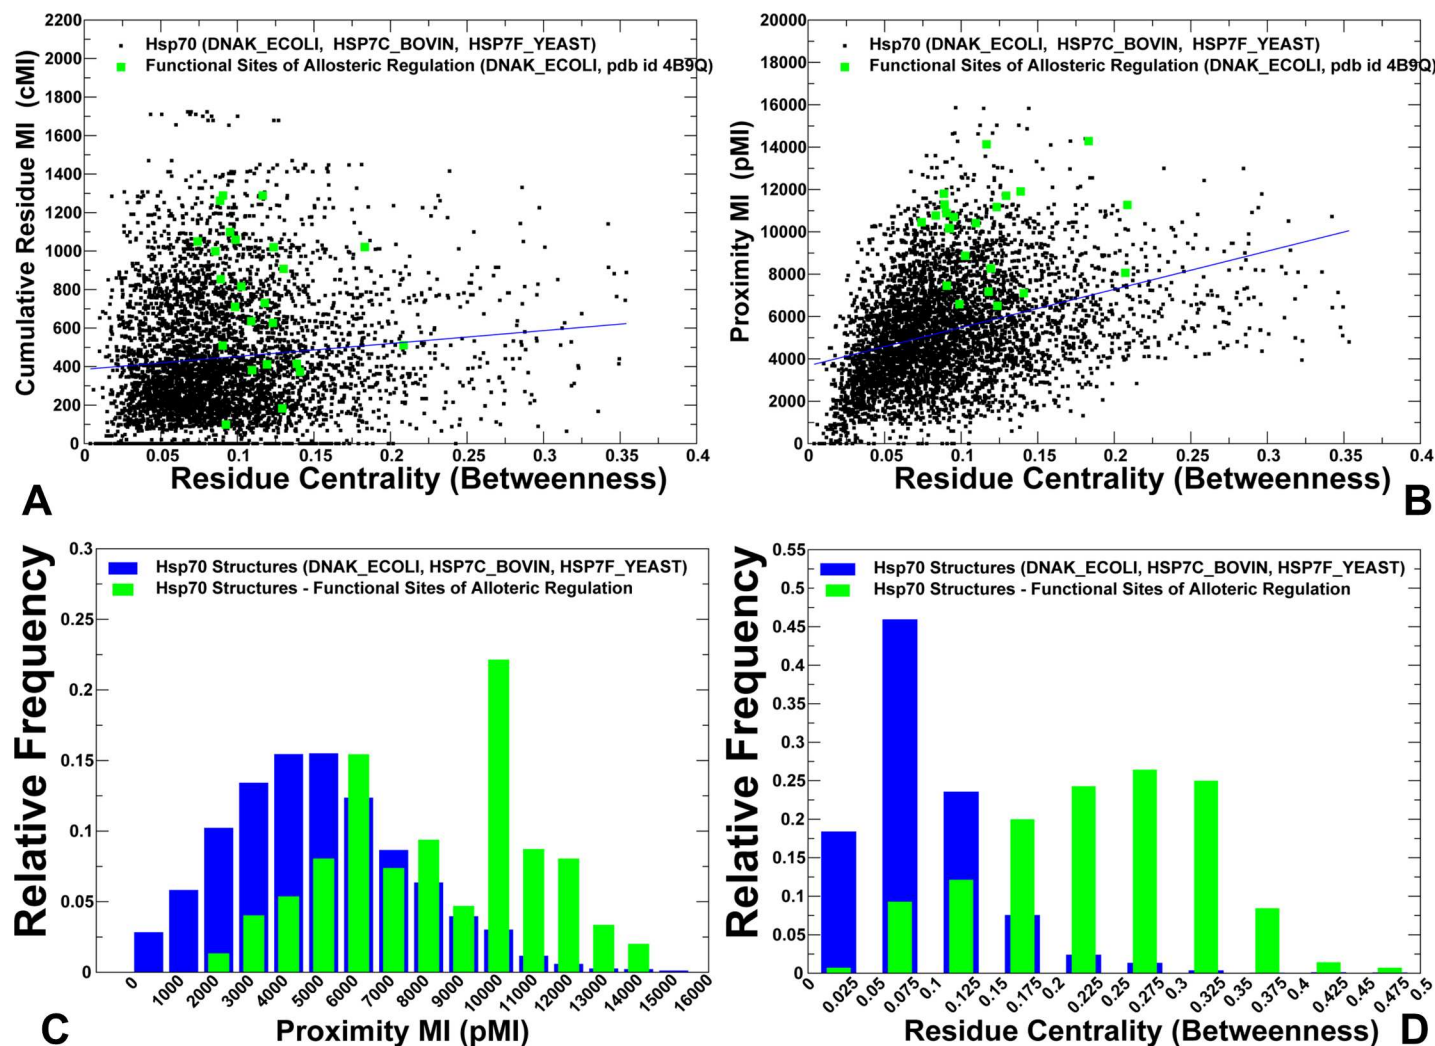 2200
2000
1800
1600
1400
1200
1000
800
600
400
200
0
Cumulative Residue MI (cMI)
Hsp70 (DNAK_ECOLI, HSP7C_BOVIN, HSP7F_YEAST)
Functional Sites of Allosteric Regulation (DNAK_ECOLI, pdb id 4B9Q)
0 0.05 0.1 0.15 0.2 0.25 0.3 0.35 0.4
Residue Centrality (Betweenness)
A
20000
18000
16000
14000
12000
10000
8000
6000
4000
2000
0
Proximity MI (pMI)
Hsp70 (DNAK_ECOLI, HSP7C_BOVIN, HSP7F_YEAST)
Functional Sites of Allosteric Regulation (DNAK_ECOLI, pdb id 4B9Q)
0 0.05 0.1 0.15 0.2 0.25 0.3 0.35 0.4
Residue Centrality (Betweenness)
B
0.3
0.25
0.2
0.15
0.1
0.05
0
Relative Frequency
Hsp70 Structures (DNAK_ECOLI, HSP7C_BOVIN, HSP7F_YEAST)
Hsp70 Structures - Functional Sites of Alloteric Regulation
0 1000 2000 3000 4000 5000 6000 7000 8000 9000 10000 11000 12000 13000 14000 15000 16000
Proximity MI (pMI)
C
0.55
0.5
0.45
0.4
0.35
0.3
0.25
0.2
0.15
0.1
0.05
0
Relative Frequency
Hsp70 Structures (DNAK_ECOLI, HSP7C_BOVIN, HSP7F_YEAST)
Hsp70 Structures - Functional Sites of Alloteric Regulation
0 0.025 0.05 0.075 0.1 0.125 0.15 0.175 0.2 0.225 0.25 0.275 0.3 0.325 0.35 0.375 0.4 0.425 0.45 0.475 0.5
Residue Centrality (Betweenness)
D